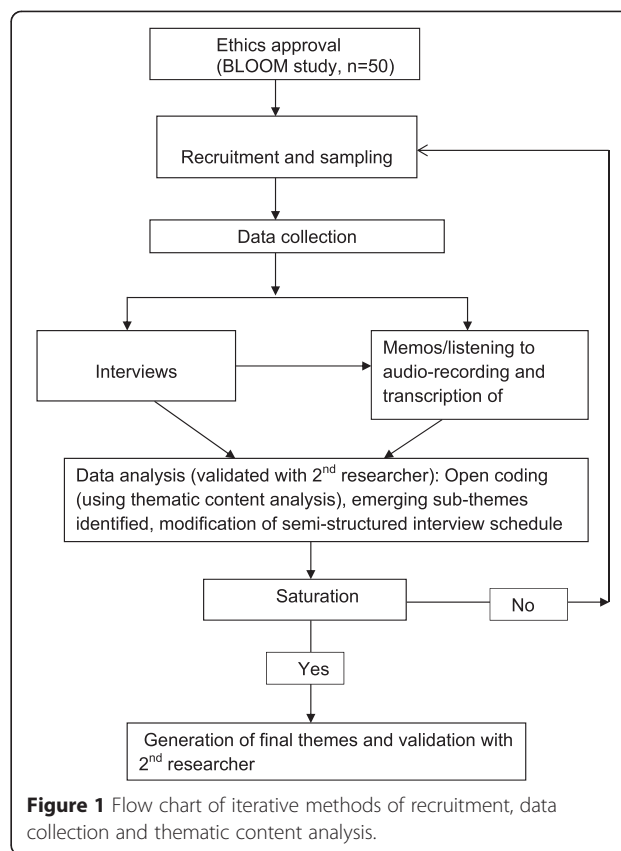 Ethics approval
(BLOOM study, n=50)
Recruitment and sampling
Data collection
Interviews
Memos/listening to
audio-recording and
transcription of
Data analysis (validated with 2nd researcher): Open coding
(using thematic content analysis), emerging sub-themes
identified, modification of semi-structured interview schedule
Saturation
No
Yes
Generation of final themes and validation with
2nd researcher
Figure 1 Flow chart of iterative methods of recruitment, data
collection and thematic content analysis.